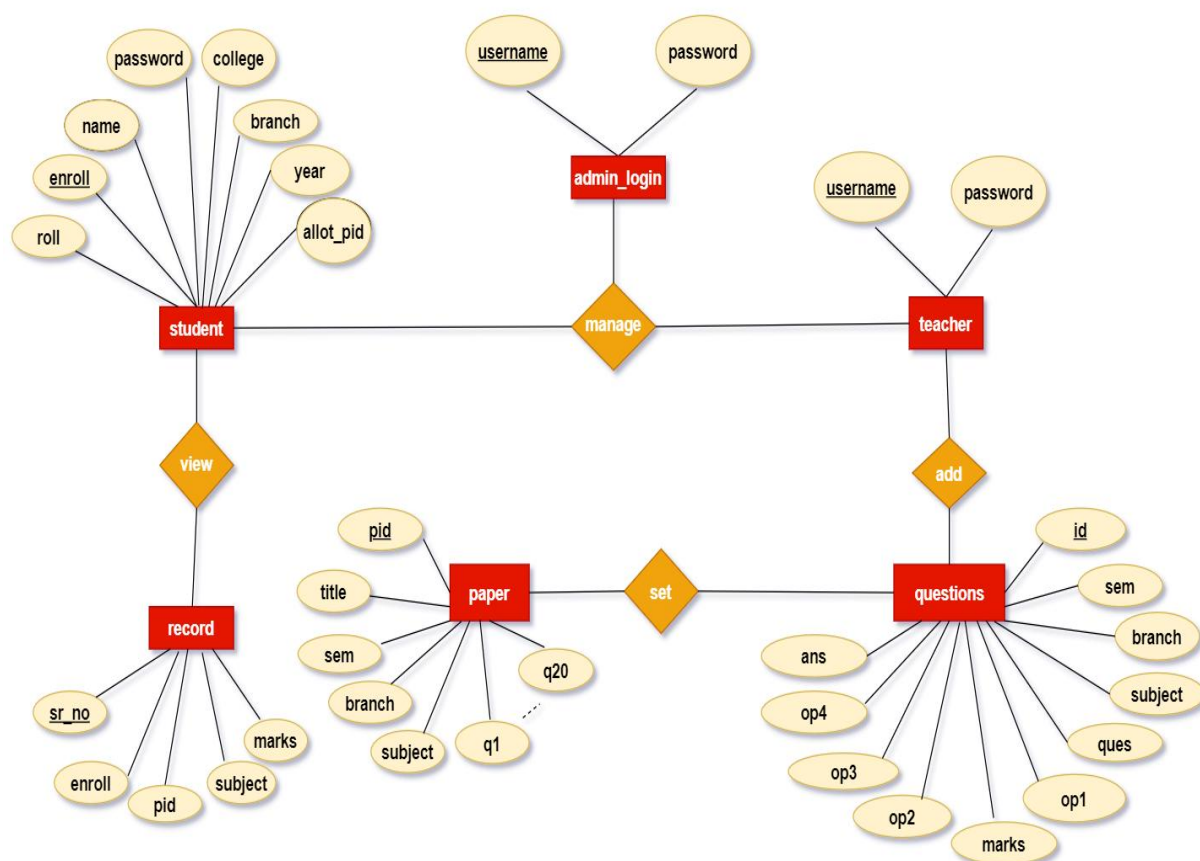 password
college
name
branch
enroll
year
roll
allot_pid
student
username
password
admin_login
manage
username
password
teacher
view
add
record
sr_no
enroll
pid
subject
marks
pid
title
sem
branch
subject
q1
q20
paper
set
questions
id
sem
branch
subject
ques
op1
marks
op2
op3
op4
ans